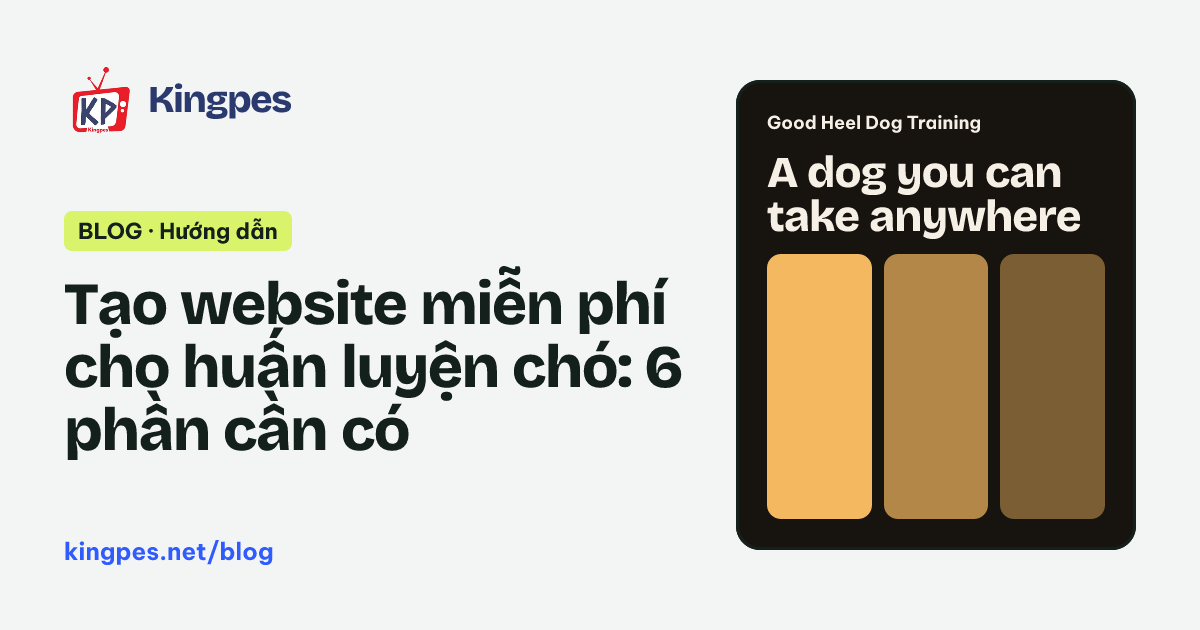 KP
Kingpes
Kingpes
BLOG · Hướng dẫn
Tạo website miễn phí
cho huấn luyện chó: 6
phần cần có
kingpes.net/blog
Good Heel Dog Training
A dog you can
take anywhere